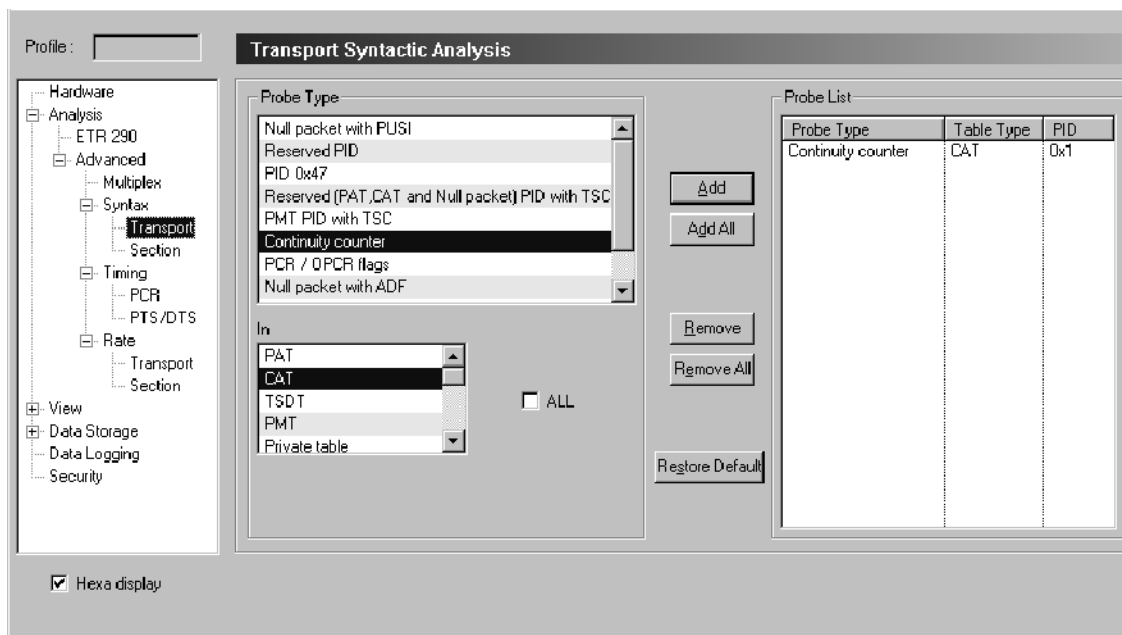 Profile :
Transport Syntactic Analysis
Hardware
Analysis
ETR 290
Advanced
Multiplex
Syntax
Transport
Section
Timing
PCR
PTS/DTS
Rate
Transport
Section
View
Data Storage
Data Logging
Security
Hexa display
Probe Type
Null packet with PUSI
Reserved PID
PID 0x47
Reserved (PAT,CAT and Null packet) PID with TSC
PMT PID with TSC
Continuity counter
PCR / OPCR flags
Null packet with ADF
In
PAT
CAT
TSDT
PMT
Private table
ALL
Add
Add All
Remove
Remove All
Restore Default
Probe List
Probe Type Table Type PID
Continuity counter CAT 0x1